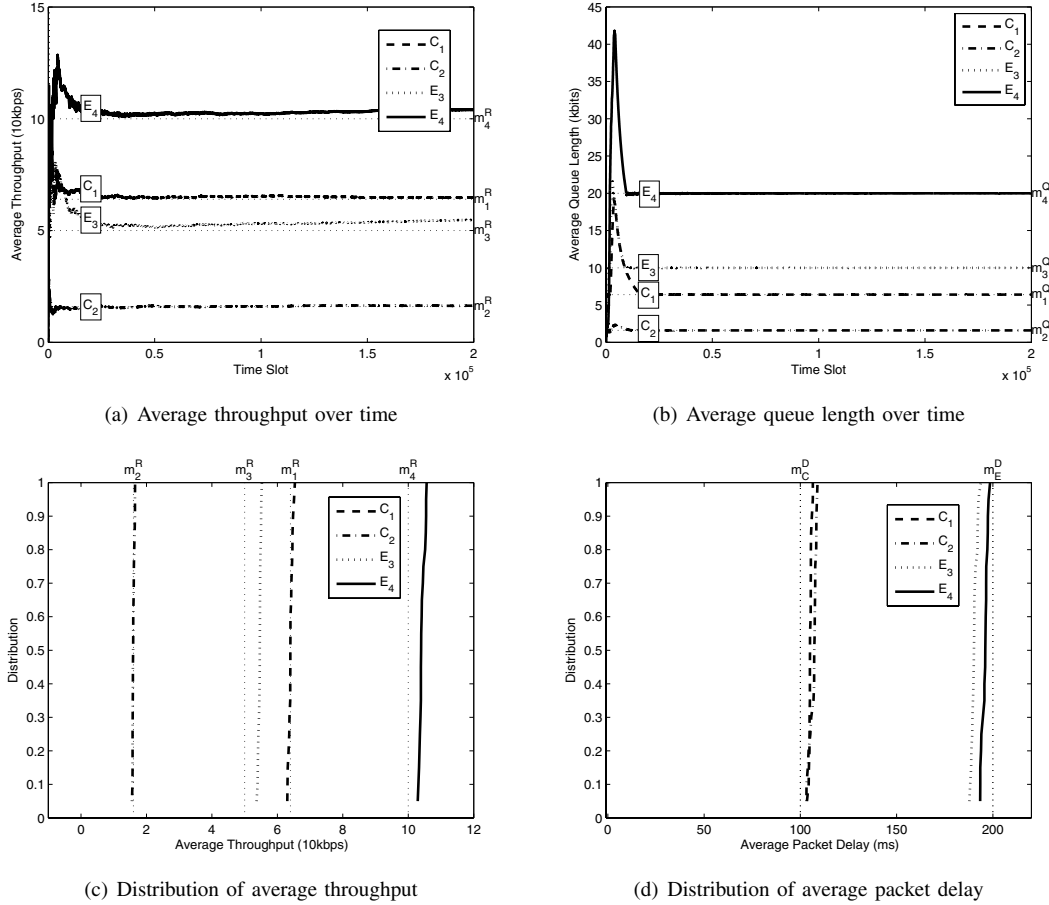 15
10
5
0
Average Throughput (10kbps)
C1
C2
E3
E4
E4
C1
E3
C2
m4R
m1R
m3R
m2R
0
0.5
1
1.5
2
x 10^5
Time Slot
(a) Average throughput over time
45
40
35
30
25
20
15
10
5
0
Average Queue Length (kbits)
C1
C2
E3
E4
E4
E3
C1
C2
m4Q
m3Q
m1Q
m2Q
0
0.5
1
1.5
2
x 10^5
Time Slot
(b) Average queue length over time
m2R
m3R
m1R
m4R
1
0.9
0.8
0.7
0.6
0.5
0.4
0.3
0.2
0.1
0
Distribution
C1
C2
E3
E4
0
2
4
6
8
10
12
Average Throughput (10kbps)
(c) Distribution of average throughput
mCD
mED
1
0.9
0.8
0.7
0.6
0.5
0.4
0.3
0.2
0.1
0
Distribution
C1
C2
E3
E4
0
50
100
150
200
Average Packet Delay (ms)
(d) Distribution of average packet delay